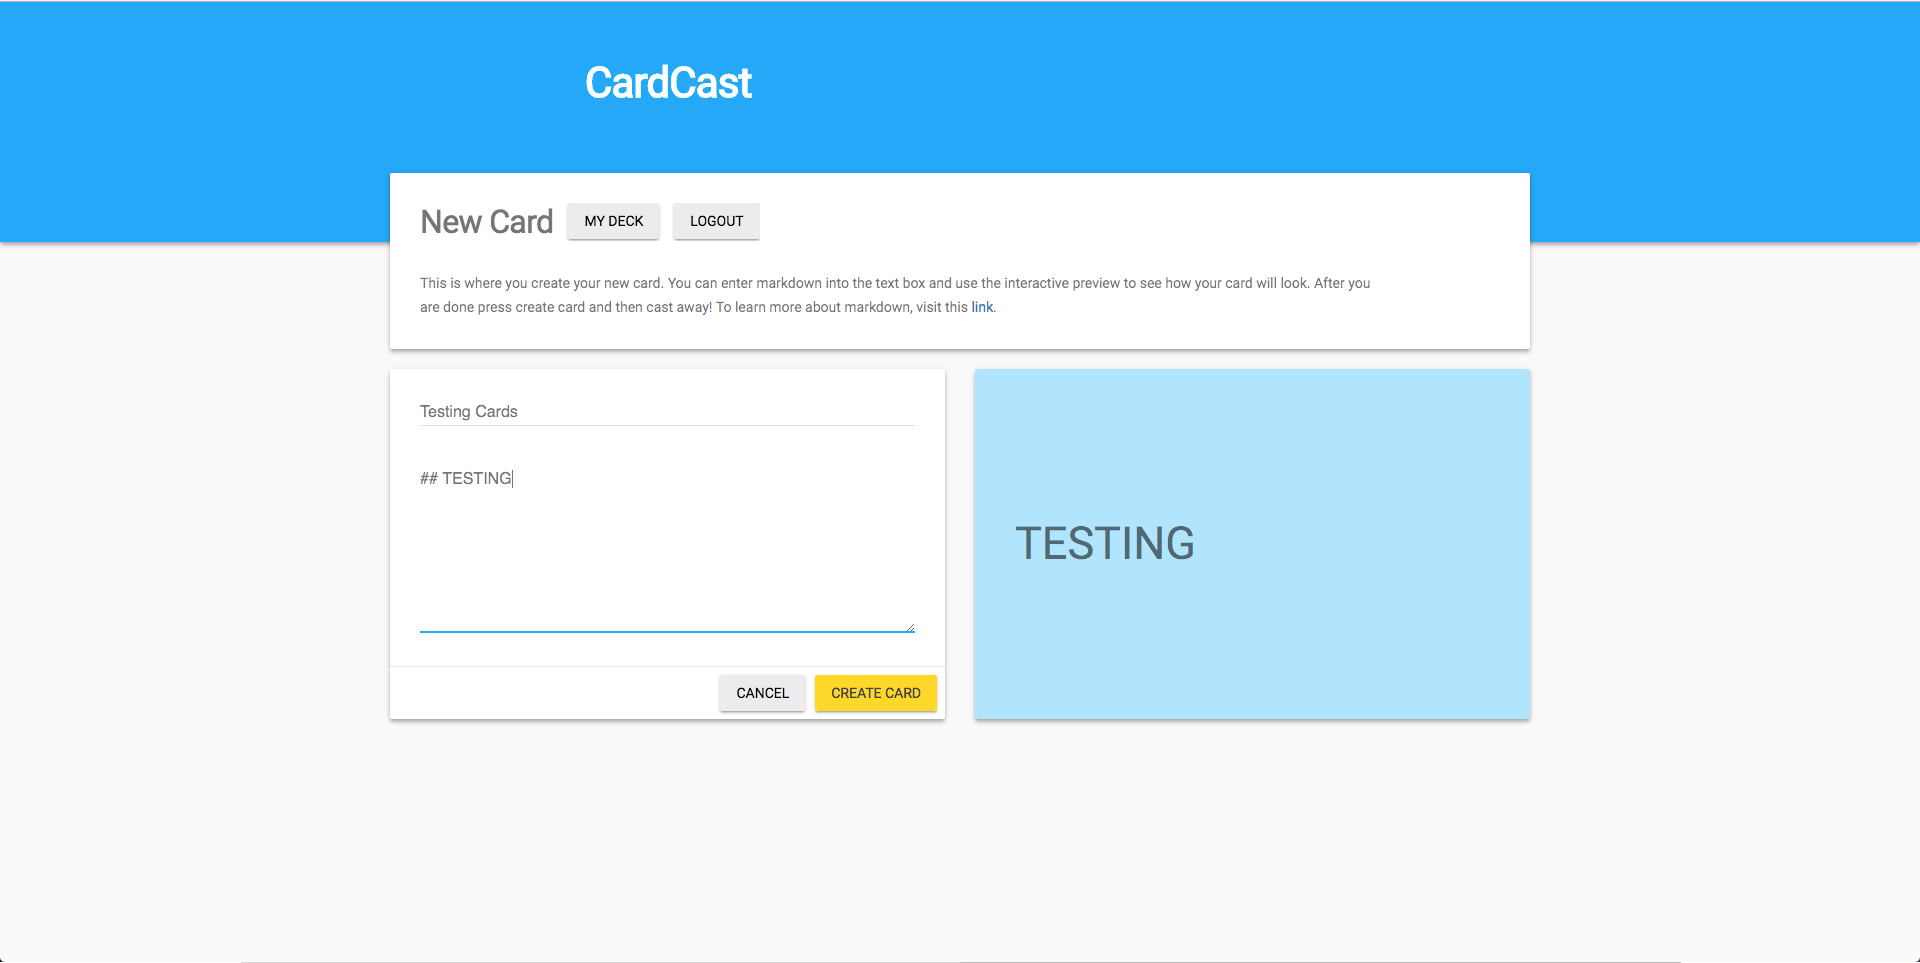 CardCast
New Card
MY DECK
LOGOUT
This is where you create your new card. You can enter markdown into the text box and use the interactive preview to see how your card will look. After you
are done press create card and then cast away! To learn more about markdown, visit this link.
Testing Cards
## TESTING
TESTING
CANCEL
CREATE CARD